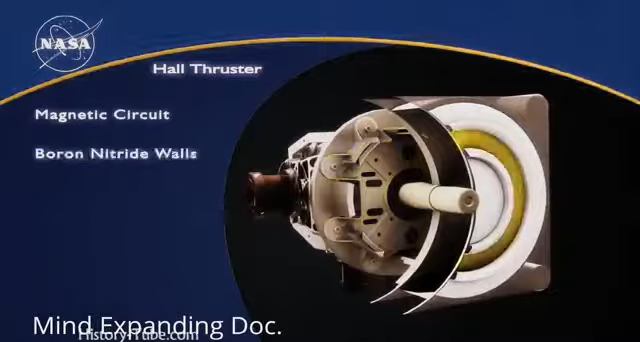 NASA
Hall Thruster
Magnetic Circuit
Boron Nitride Walls
Mind Expanding Doc.
HistoryTube.com